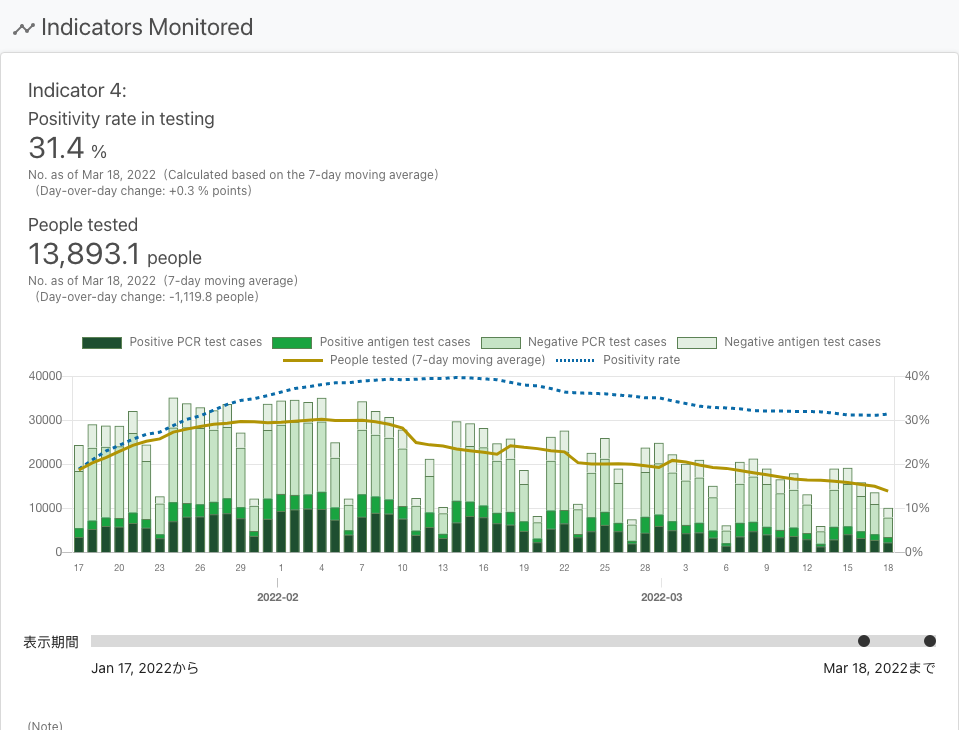 Indicators Monitored
Indicator 4:
Positivity rate in testing
31.4 %
No. as of Mar 18, 2022 (Calculated based on the 7-day moving average)
(Day-over-day change: +0.3 % points)
People tested
13,893.1 people
No. as of Mar 18, 2022 (7-day moving average)
(Day-over-day change: -1,119.8 people)
Positive PCR test cases Positive antigen test cases Negative PCR test cases Negative antigen test cases
People tested (7-day moving average) Positivity rate
40000 40%
30000 30%
20000 20%
10000 10%
0 0%
17 20 23 26 29 1 4 7 10 13 16 19 22 25 28 3 6 9 12 15 18
2022-02 2022-03
表示期間
Jan 17, 2022から Mar 18, 2022まで
(Note)